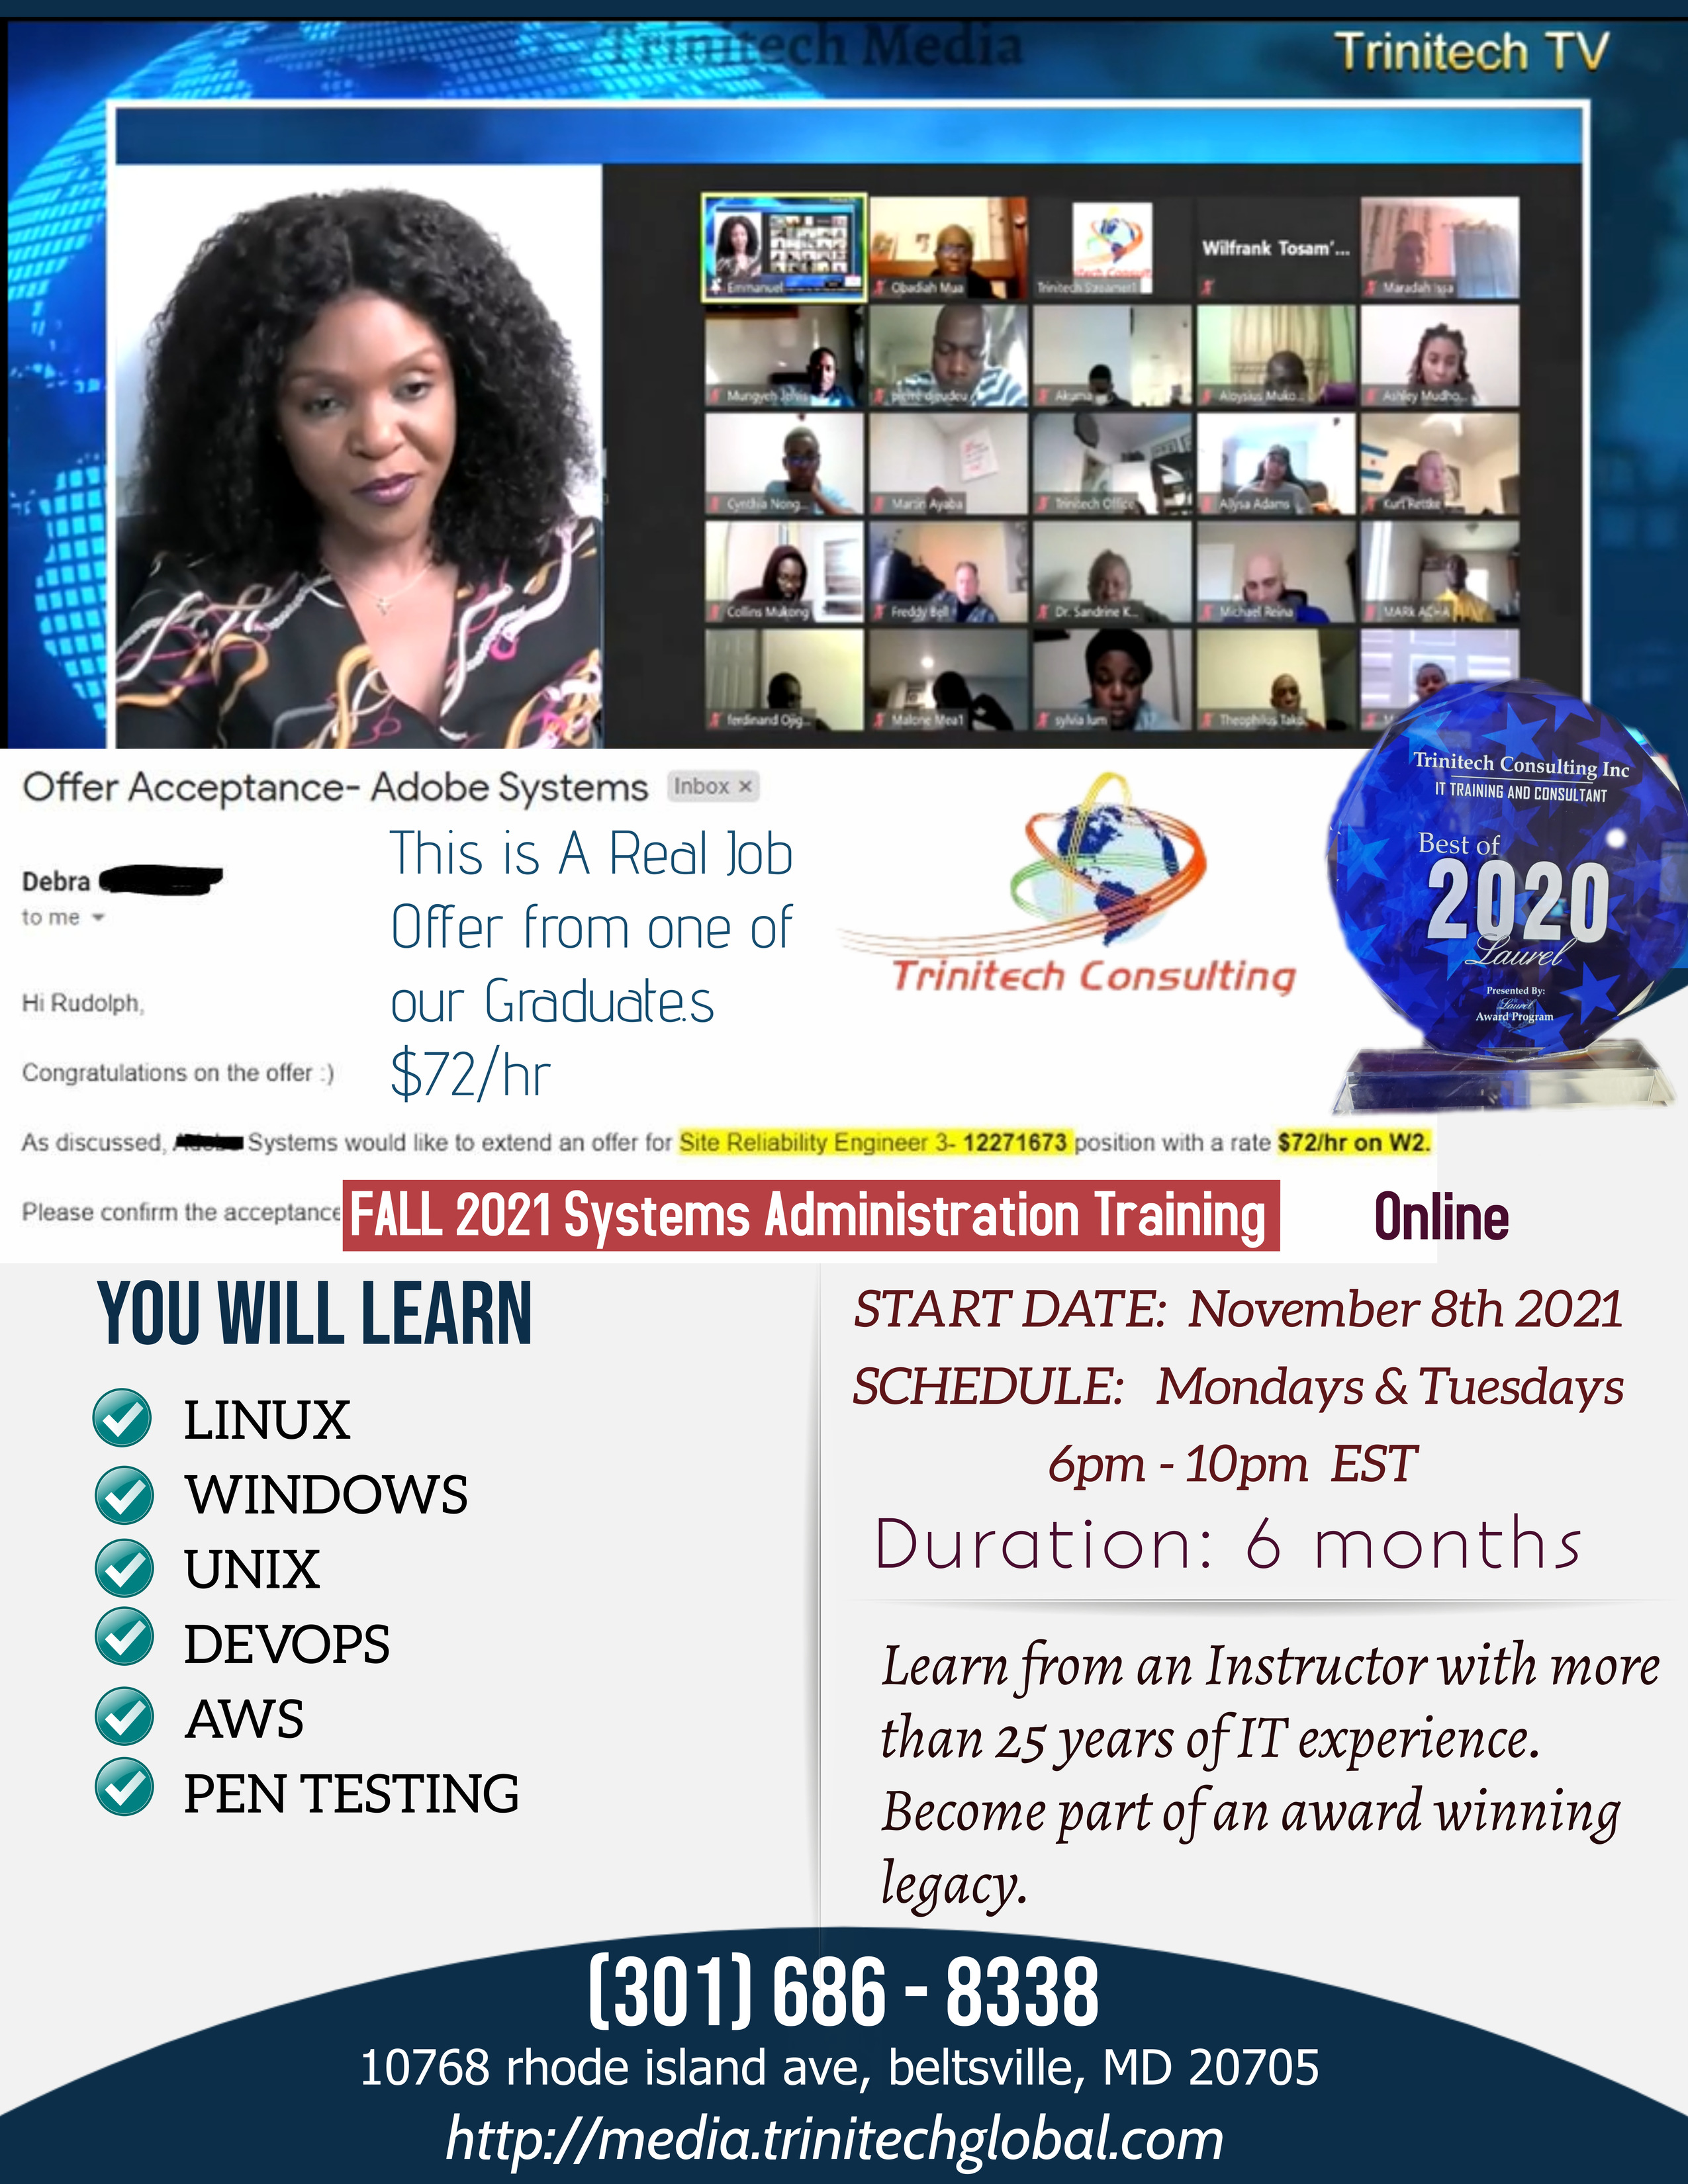 Trinitech Media
Trinitech TV
Emmanuel
Obadiah Mua
Trinitech Streamer1
Wilfrank Tosam'...
Maradah Issa
Mungyeh Johis
pierre djeudeu
Akuma
Aloysius Muko...
Ashley Mudho...
Cynthia Nong...
Martin Ayaba
Trinitech Office
Allysa Adams
Kurt Rettke
Collins Mukong
Freddy Bell
Dr. Sandrine K...
Michael Reina
MARk ACHA
ferdinand Ojig...
Malone Mea1
sylvia lum
Theophilus Tako...
Offer Acceptance- Adobe Systems Inbox ×
Debra
to me
Hi Rudolph,
Congratulations on the offer :)
This is A Real Job
Offer from one of
our Graduates
$72/hr
Trinitech Consulting
Trinitech Consulting Inc
IT TRAINING AND CONSULTANT
Best of
2020
Laurel
Presented By:
Laurel
Award Program
As discussed, Systems would like to extend an offer for Site Reliability Engineer 3- 12271673 position with a rate $72/hr on W2.
Please confirm the acceptance
FALL 2021 Systems Administration Training
Online
YOU WILL LEARN
LINUX
WINDOWS
UNIX
DEVOPS
AWS
PEN TESTING
START DATE: November 8th 2021
SCHEDULE: Mondays & Tuesdays
6pm - 10pm EST
Duration: 6 months
Learn from an Instructor with more
than 25 years of IT experience.
Become part of an award winning
legacy.
(301) 686 - 8338
10768 rhode island ave, beltsville, MD 20705
http://media.trinitechglobal.com